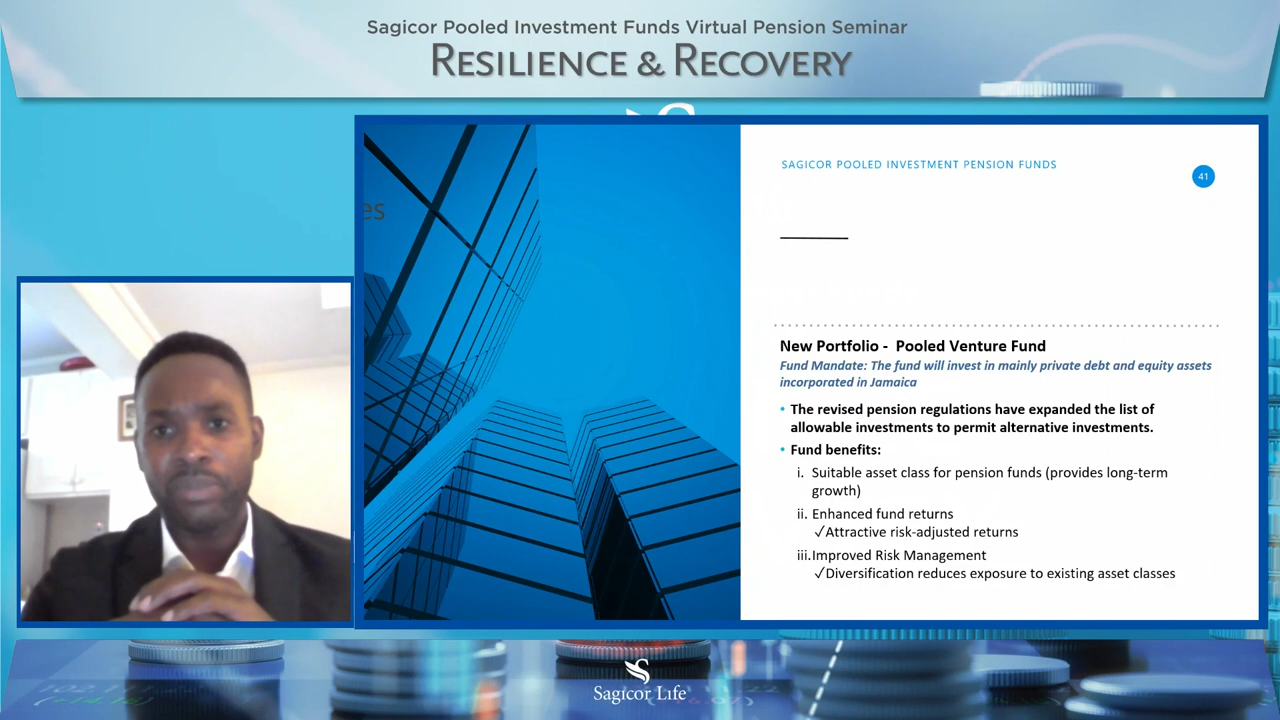 Sagicor Pooled Investment Funds Virtual Pension Seminar
RESILIENCE & RECOVERY
es
SAGICOR POOLED INVESTMENT PENSION FUNDS
41
New Portfolio - Pooled Venture Fund
Fund Mandate: The fund will invest in mainly private debt and equity assets
incorporated in Jamaica
• The revised pension regulations have expanded the list of
allowable investments to permit alternative investments.
• Fund benefits:
i. Suitable asset class for pension funds (provides long-term
growth)
ii. Enhanced fund returns
✓Attractive risk-adjusted returns
iii.Improved Risk Management
✓Diversification reduces exposure to existing asset classes
Sagicor Life